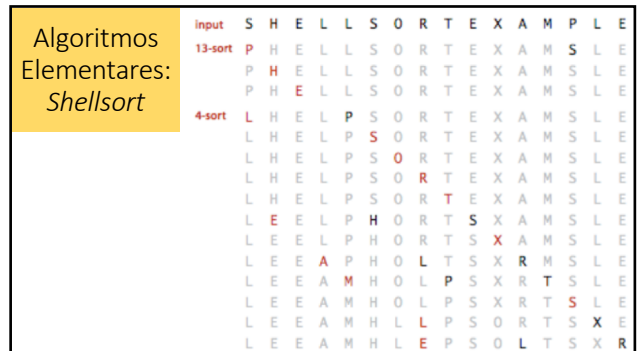 Algoritmos
Elementares:
Shellsort
input S H E L L S O R T E X A M P L E
13-sort P H E L L S O R T E X A M S L E
P H E L L S O R T E X A M S L E
P H E L L S O R T E X A M S L E
4-sort L H E L P S O R T E X A M S L E
L H E L P S O R T E X A M S L E
L H E L P S O R T E X A M S L E
L H E L P S O R T E X A M S L E
L H E L P S O R T E X A M S L E
L E E L P H O R T S X A M S L E
L E E L P H O R T S X A M S L E
L E E A P H O L T S X R M S L E
L E E A M H O L P S X R T S L E
L E E A M H O L P S X R T S L E
L E E A M H L L P S O R T S X E
L E E A M H L E P S O L T S X R